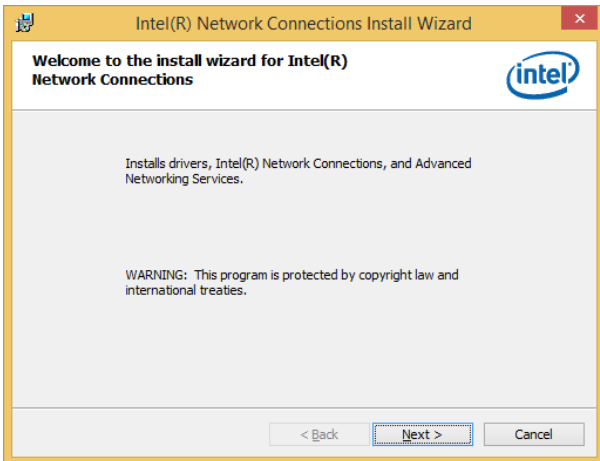 Intel(R) Network Connections Install Wizard
Welcome to the install wizard for Intel(R)
Network Connections
intel
Installs drivers, Intel(R) Network Connections, and Advanced
Networking Services.
WARNING: This program is protected by copyright law and
international treaties.
< Back
Next >
Cancel